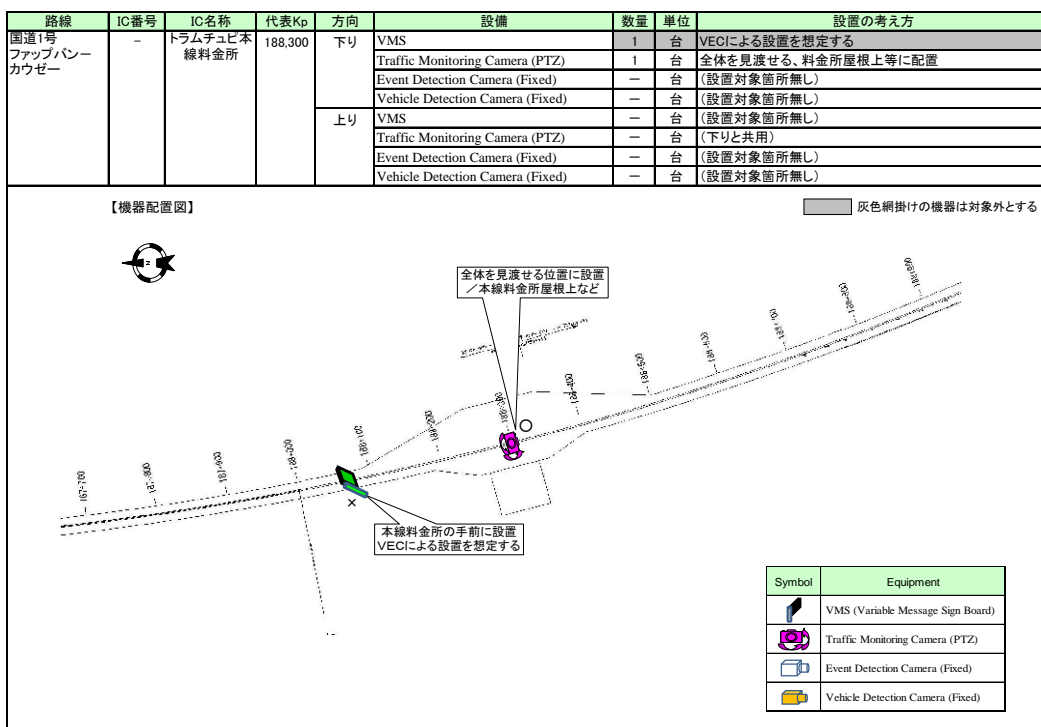 路線 IC番号 IC名称 代表Kp 方向 設備 数量 単位 設置の考え方
国道1号 ファップバンー カウゼー － トラムチュピ本線料金所 188,300 下り VMS 1 台 VECによる設置を想定する
Traffic Monitoring Camera (PTZ) 1 台 全体を見渡せる、料金所屋根上等に配置
Event Detection Camera (Fixed) － 台 （設置対象箇所無し）
Vehicle Detection Camera (Fixed) － 台 （設置対象箇所無し）
上り VMS － 台 （設置対象箇所無し）
Traffic Monitoring Camera (PTZ) － 台 （下りと共用）
Event Detection Camera (Fixed) － 台 （設置対象箇所無し）
Vehicle Detection Camera (Fixed) － 台 （設置対象箇所無し）
【機器配置図】
灰色網掛けの機器は対象外とする
全体を見渡せる位置に設置
／本線料金所屋根上など
本線料金所の手前に設置
VECによる設置を想定する
Symbol Equipment
VMS (Variable Message Sign Board)
Traffic Monitoring Camera (PTZ)
Event Detection Camera (Fixed)
Vehicle Detection Camera (Fixed)